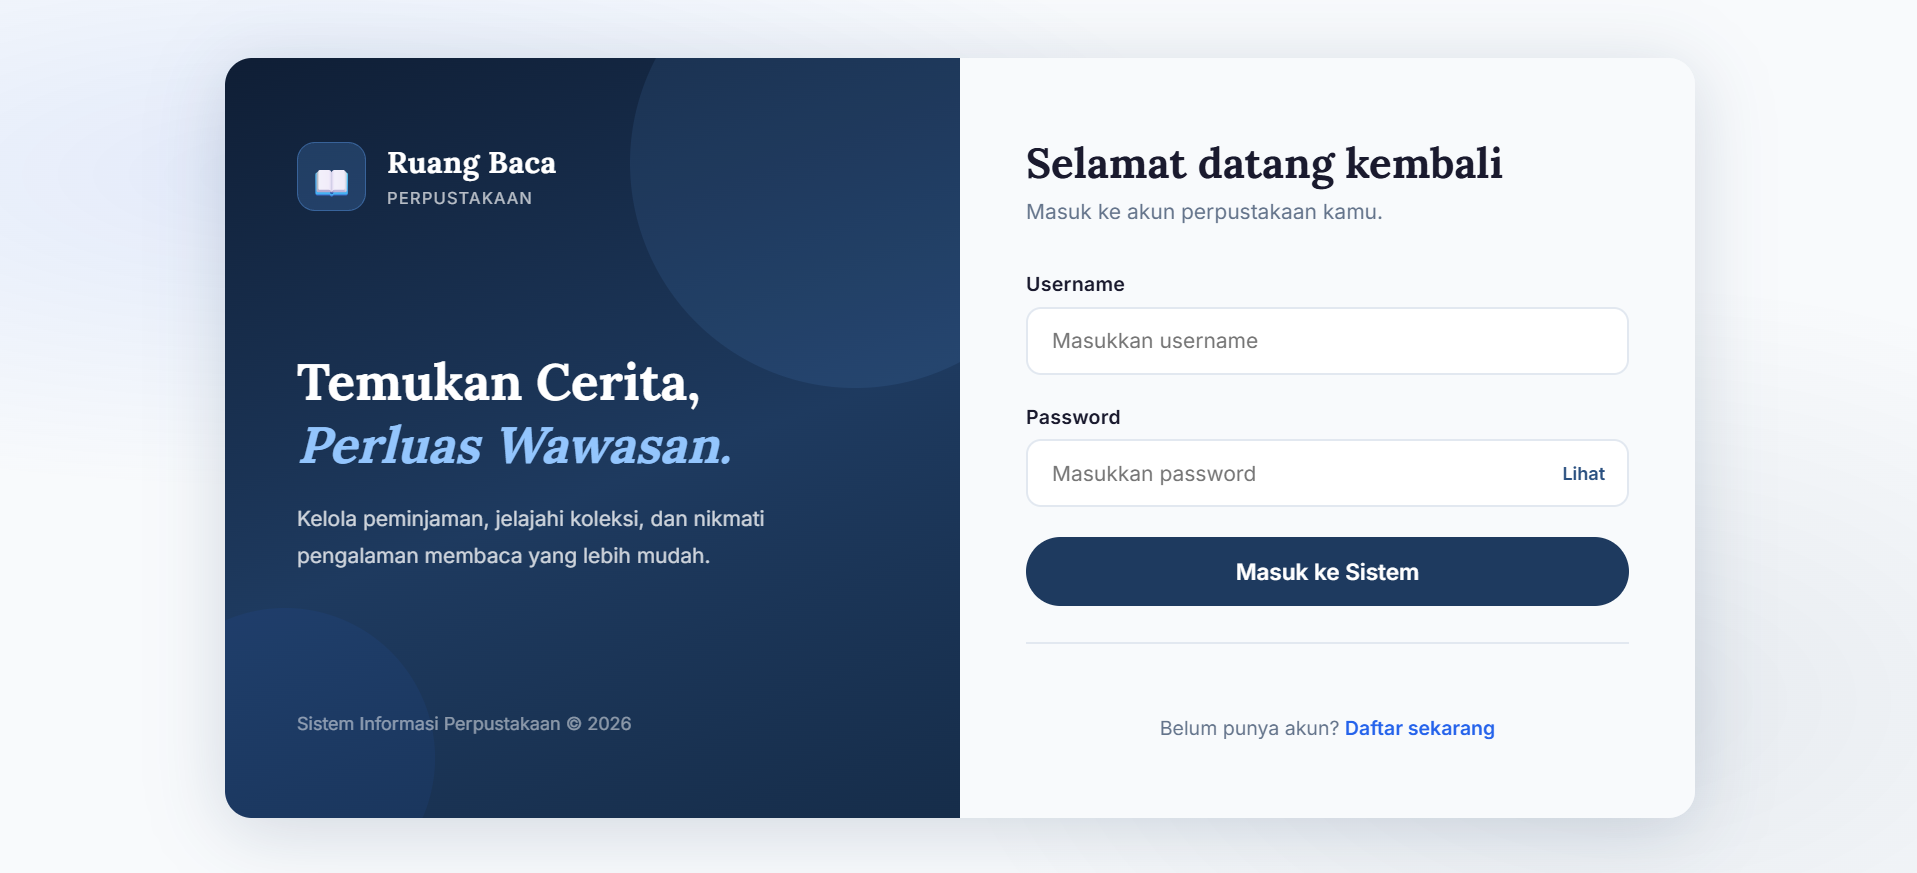 Ruang Baca
PERPUSTAKAAN
Temukan Cerita,
Perluas Wawasan.
Kelola peminjaman, jelajahi koleksi, dan nikmati
pengalaman membaca yang lebih mudah.
Sistem Informasi Perpustakaan © 2026
Selamat datang kembali
Masuk ke akun perpustakaan kamu.
Username
Masukkan username
Password
Masukkan password
Lihat
Masuk ke Sistem
Belum punya akun? Daftar sekarang